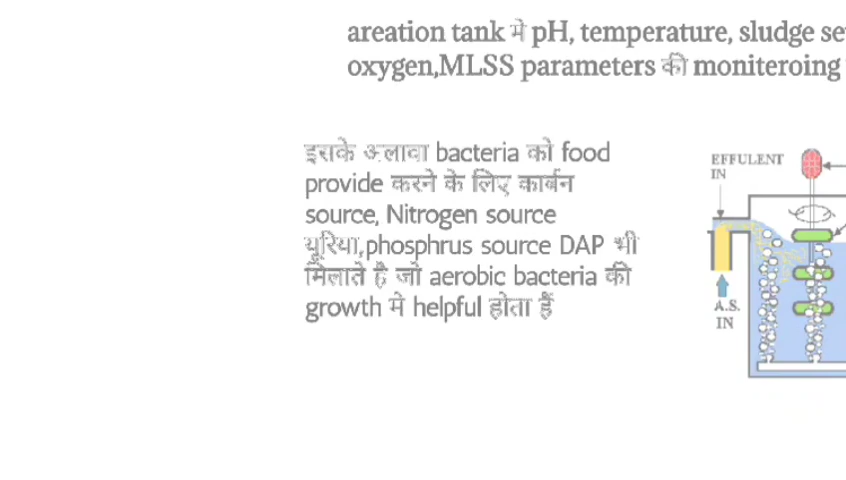 areation tank मे pH, temperature, sludge se
oxygen,MLSS parameters की moniteroing
इसके अलावा bacteria को food
provide करने के लिए कार्बन
source, Nitrogen source
यूरिया,phosphrus source DAP भी
मिलाते है जो aerobic bacteria की
growth मे helpful होता हैं
EFFULENT
IN
A.S.
IN